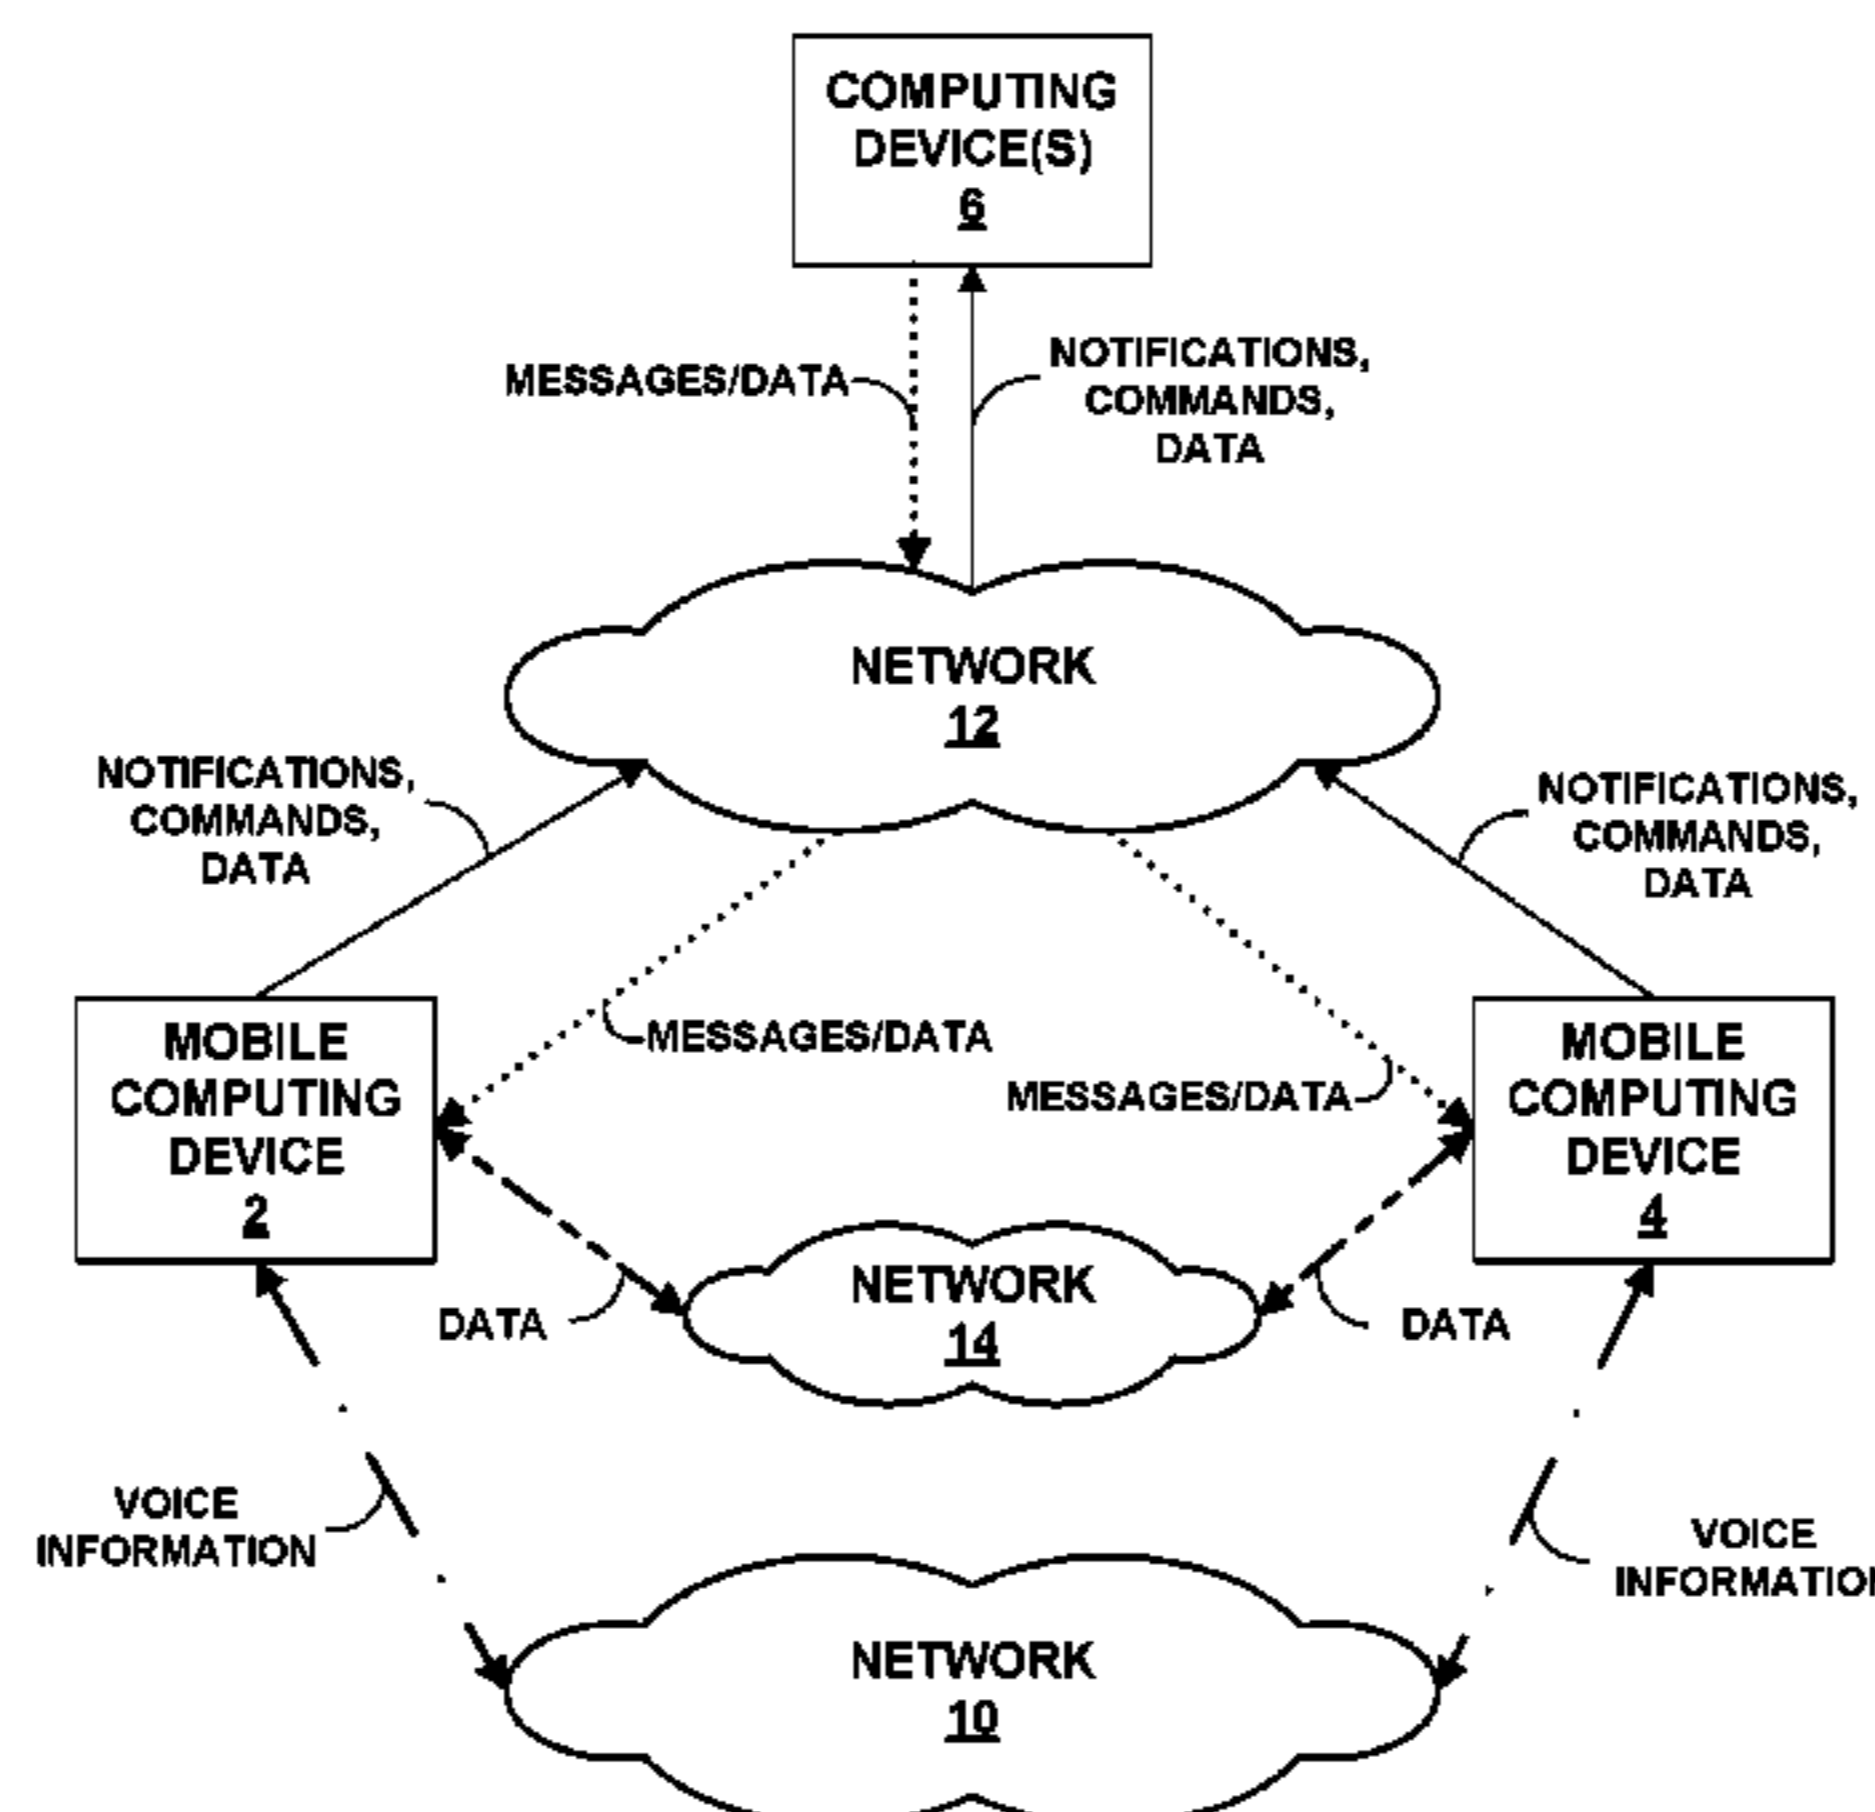 COMPUTING
DEVICE(S)
6
MESSAGES/DATA
NOTIFICATIONS,
COMMANDS,
DATA
NETWORK
12
NOTIFICATIONS,
COMMANDS,
DATA
NOTIFICATIONS,
COMMANDS,
DATA
MOBILE
COMPUTING
DEVICE
2
MESSAGES/DATA
MESSAGES/DATA
MOBILE
COMPUTING
DEVICE
4
DATA
NETWORK
14
DATA
VOICE
INFORMATION
VOICE
INFORMATION
NETWORK
10